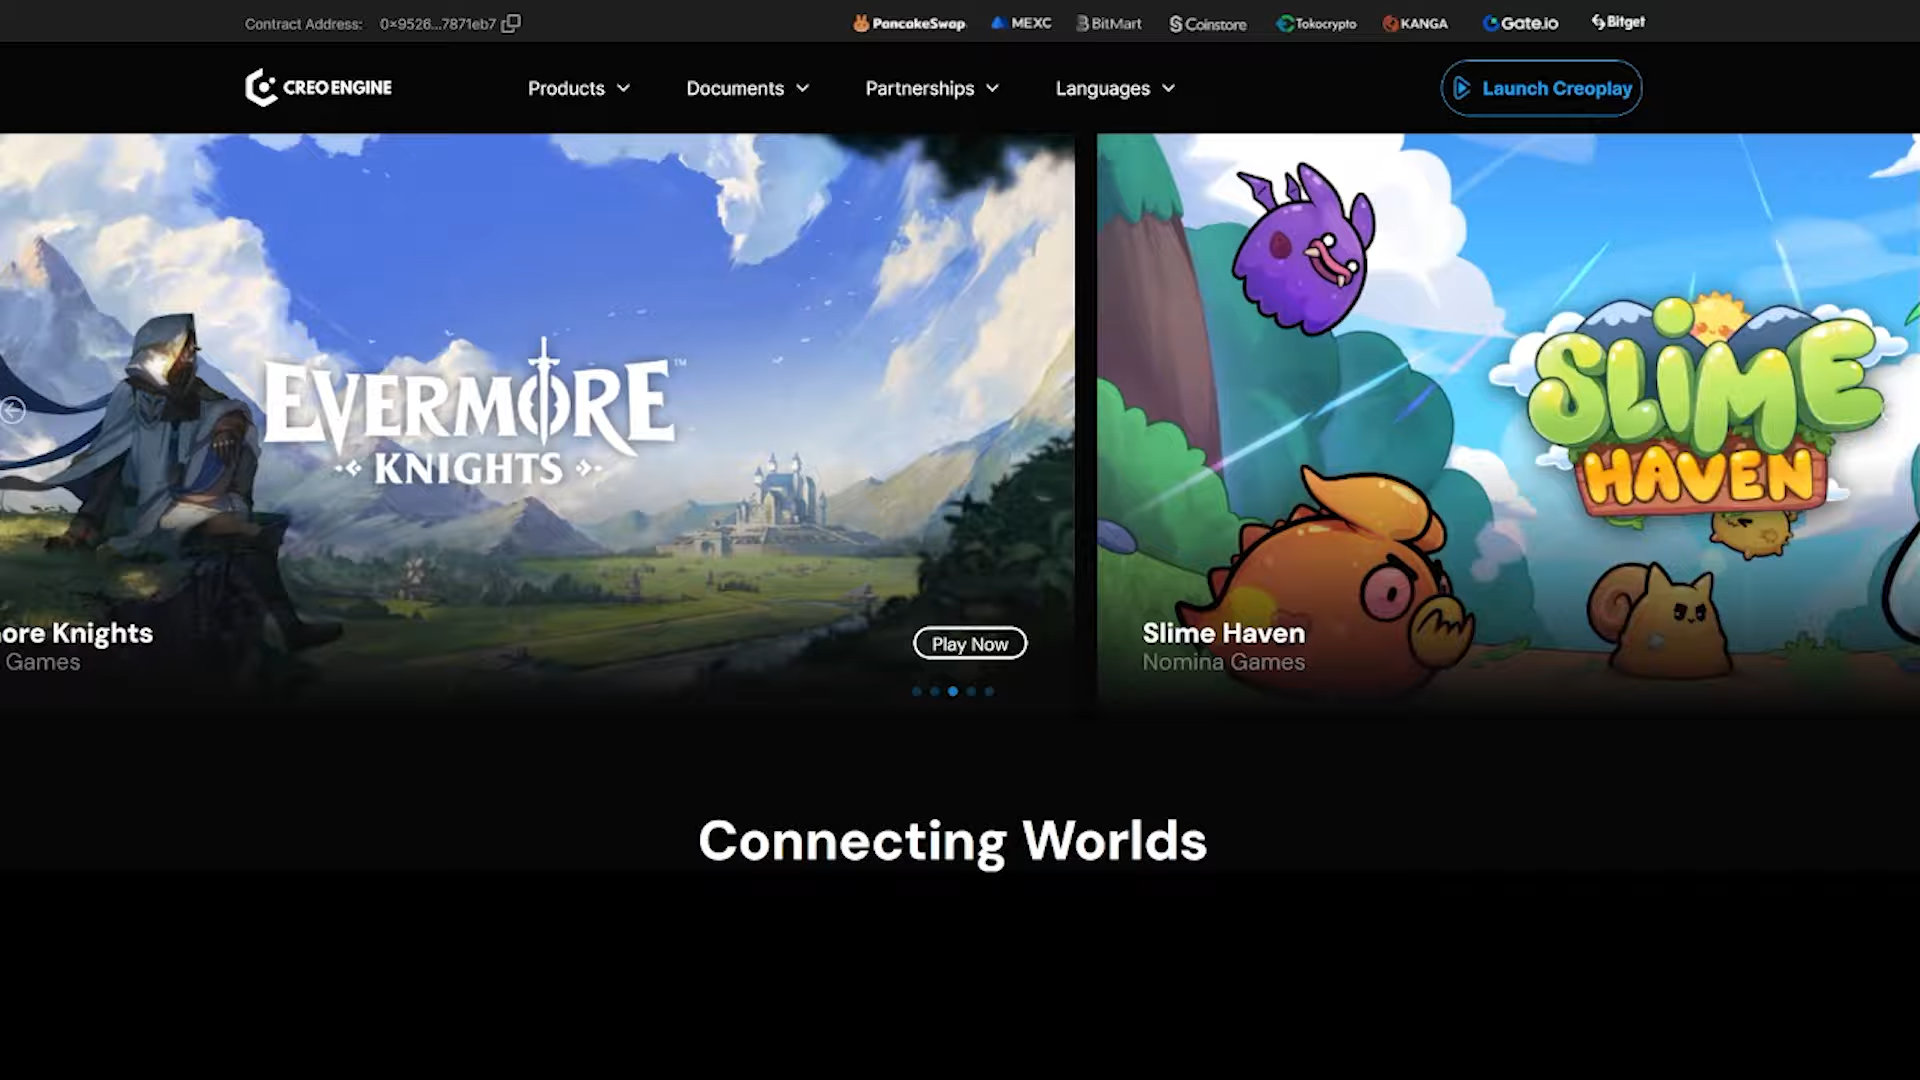 Contract Address: 0x9526...7871eb7
PancakeSwap MEXC BitMart Coinstore Tokocrypto KANGA Gate.io Bitget
CREO ENGINE
Products Documents Partnerships Languages
Launch Creoplay
EVERMORE™
KNIGHTS
SLIME
HAVEN
ore Knights
Games
Play Now
Slime Haven
Nomina Games
Connecting Worlds